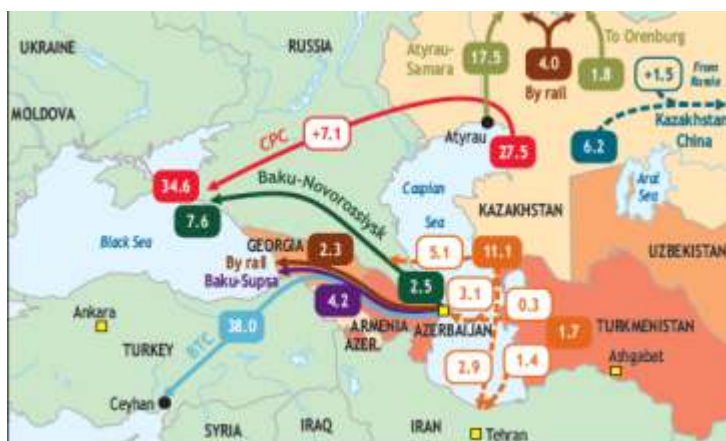 UKRAINE
RUSSIA
Atyrau-
Samara
17.5
4.0
By rail
To Orenburg
1.8
+1.5
From
Russia
MOLDOVA
CPC
+7.1
Atyrau
27.5
6.2
Kazakhstan
China
34.6
7.6
Baku-Novorossiysk
Caspian
Sea
Aral
Sea
KAZAKHSTAN
Black Sea
GEORGIA
2.3
By rail
Baku-Supsa
5.1
11.1
UZBEKISTAN
2.5
3.1
0.3
4.2
Ankara
38.0
BTC
ARMENIA
AZER.
AZERBAIJAN
1.7
TURKMENISTAN
TURKEY
2.9
1.4
Ashgabat
Ceyhan
SYRIA
IRAQ
IRAN
Tehran